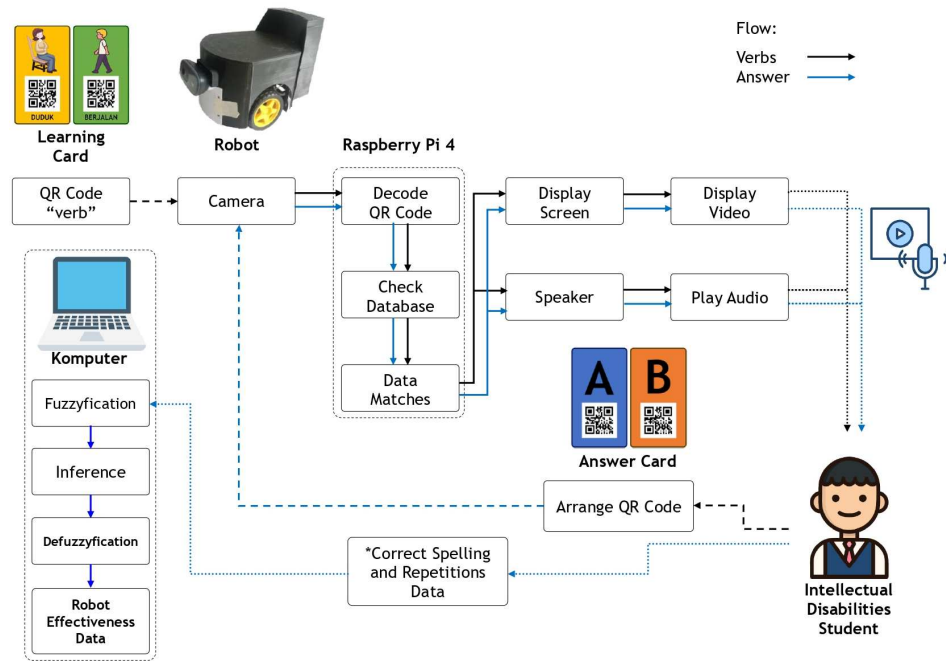 Flow:
Verbs
Answer
DUDUK
BERJALAN
Learning
Card
Robot
Raspberry Pi 4
QR Code
“verb”
Camera
Decode
QR Code
Display
Screen
Display
Video
Check
Database
Speaker
Play Audio
Komputer
Data
Matches
A
B
Fuzzyfication
Answer Card
Inference
Arrange QR Code
Defuzzyfication
*Correct Spelling
and Repetitions
Data
Robot
Effectiveness
Data
Intellectual
Disabilities
Student